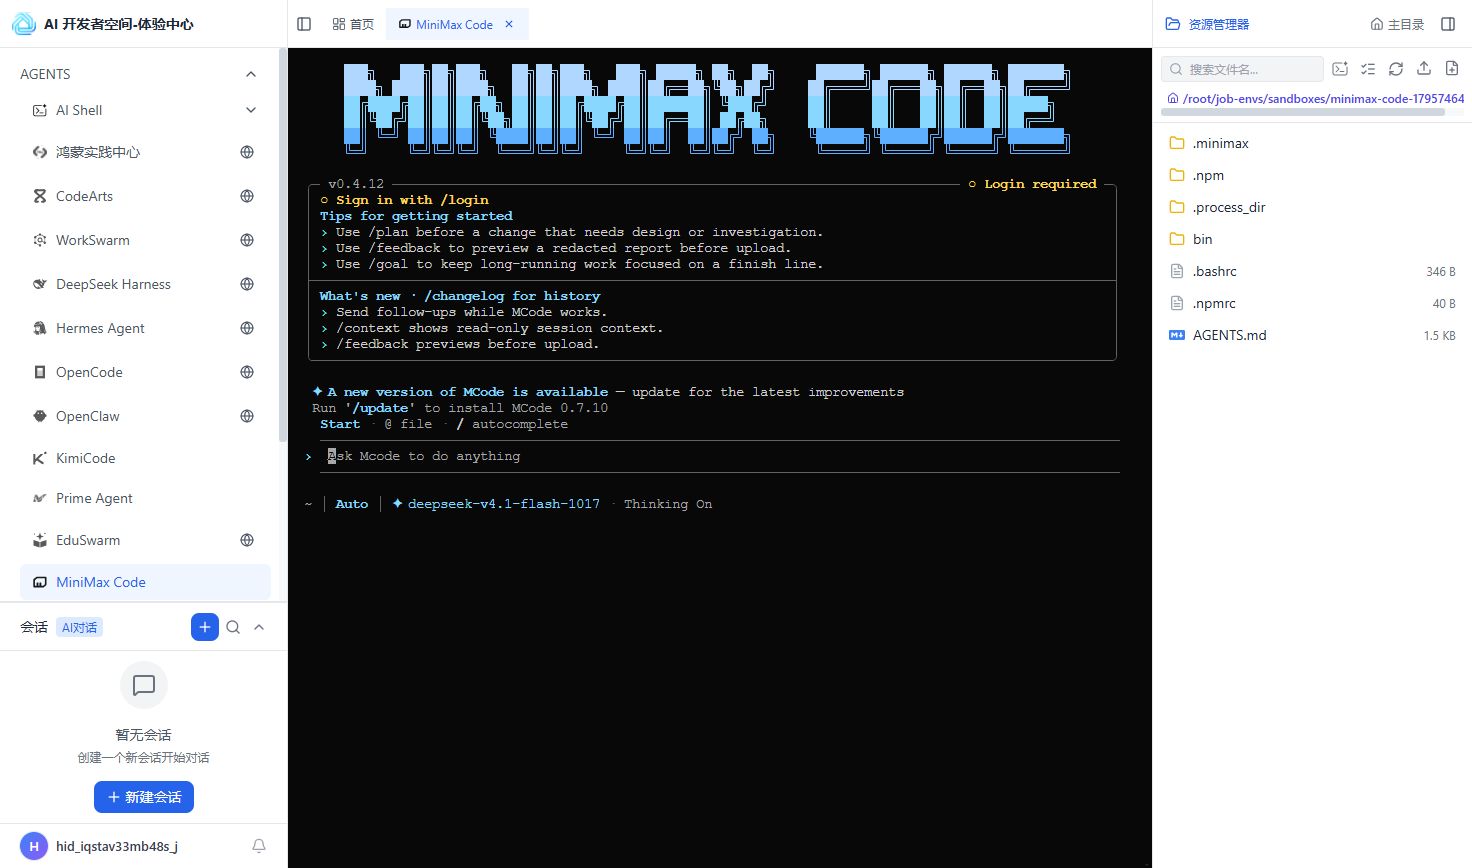 AI 开发者空间-体验中心
AGENTS
AI Shell
鸿蒙实践中心
CodeArts
WorkSwarm
DeepSeek Harness
Hermes Agent
OpenCode
OpenClaw
KimiCode
Prime Agent
EduSwarm
MiniMax Code
会话 AI对话
暂无会话
创建一个新会话开始对话
新建会话
H hid_iqstav33mb48s_j
首页 MiniMax Code ×
MINIMAX CODE
v0.4.12 Login required
Sign in with /login
Tips for getting started
› Use /plan before a change that needs design or investigation.
› Use /feedback to preview a redacted report before upload.
› Use /goal to keep long-running work focused on a finish line.
What's new · /changelog for history
› Send follow-ups while MCode works.
› /context shows read-only session context.
› /feedback previews before upload.
✦ A new version of MCode is available — update for the latest improvements
Run '/update' to install MCode 0.7.10
Start · @ file · / autocomplete
› Ask Mcode to do anything
~ │ Auto │ ✦ deepseek-v4.1-flash-1017 · Thinking On
资源管理器 主目录
搜索文件名...
/root/job-envs/sandboxes/minimax-code-17957464
.minimax
.npm
.process_dir
bin
.bashrc 346 B
.npmrc 40 B
AGENTS.md 1.5 KB